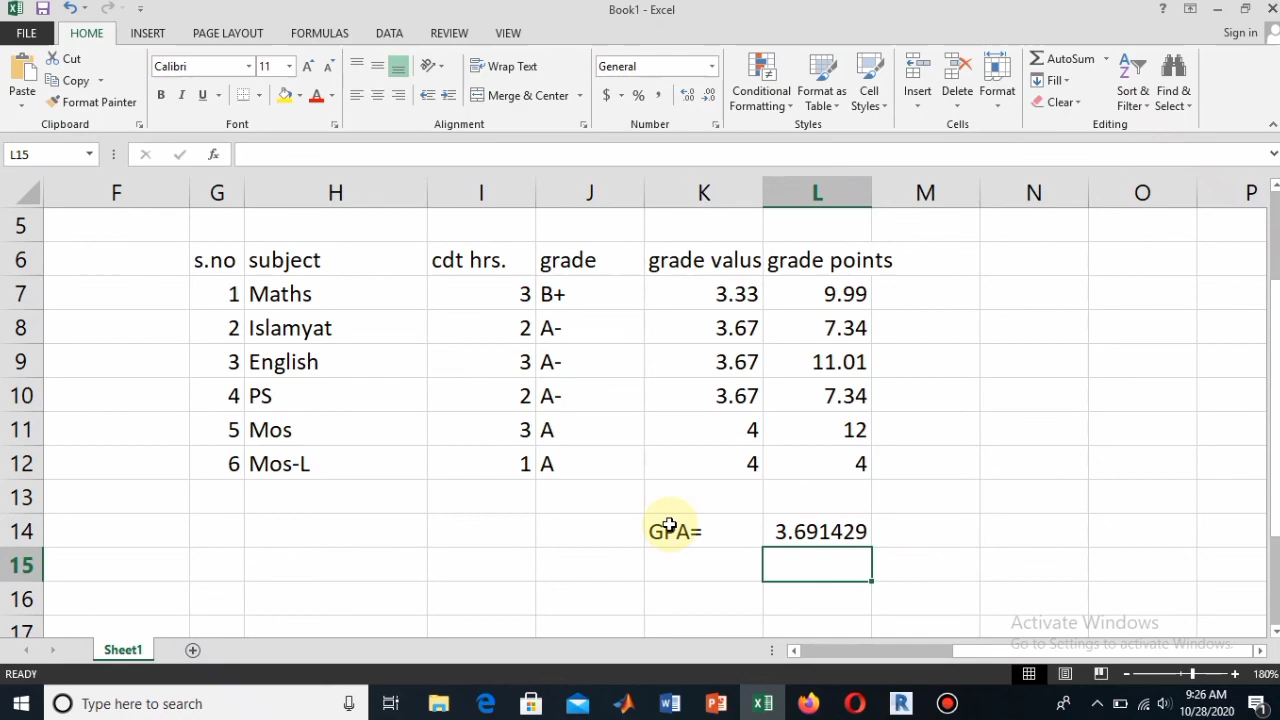 Book1 - Excel
?
FILE HOME INSERT PAGE LAYOUT FORMULAS DATA REVIEW VIEW Sign in
Paste
Cut
Copy
Format Painter
Clipboard
Calibri 11
B I U A
Font
Wrap Text
Merge & Center
Alignment
General
$ % ,
Number
Conditional Formatting
Format as Table
Cell Styles
Styles
Insert Delete Format
Cells
AutoSum
Fill
Clear
Sort & Filter
Find & Select
Editing
L15 fx
F G H I J K L M N O P
5
6 s.no subject cdt hrs. grade grade valus grade points
7 1 Maths 3 B+ 3.33 9.99
8 2 Islamyat 2 A- 3.67 7.34
9 3 English 3 A- 3.67 11.01
10 4 PS 2 A- 3.67 7.34
11 5 Mos 3 A 4 12
12 6 Mos-L 1 A 4 4
13
14 GPA= 3.691429
15
16
17
Activate Windows
Go to Settings to activate Windows.
Sheet1
READY 180%
Type here to search
9:26 AM
10/28/2020